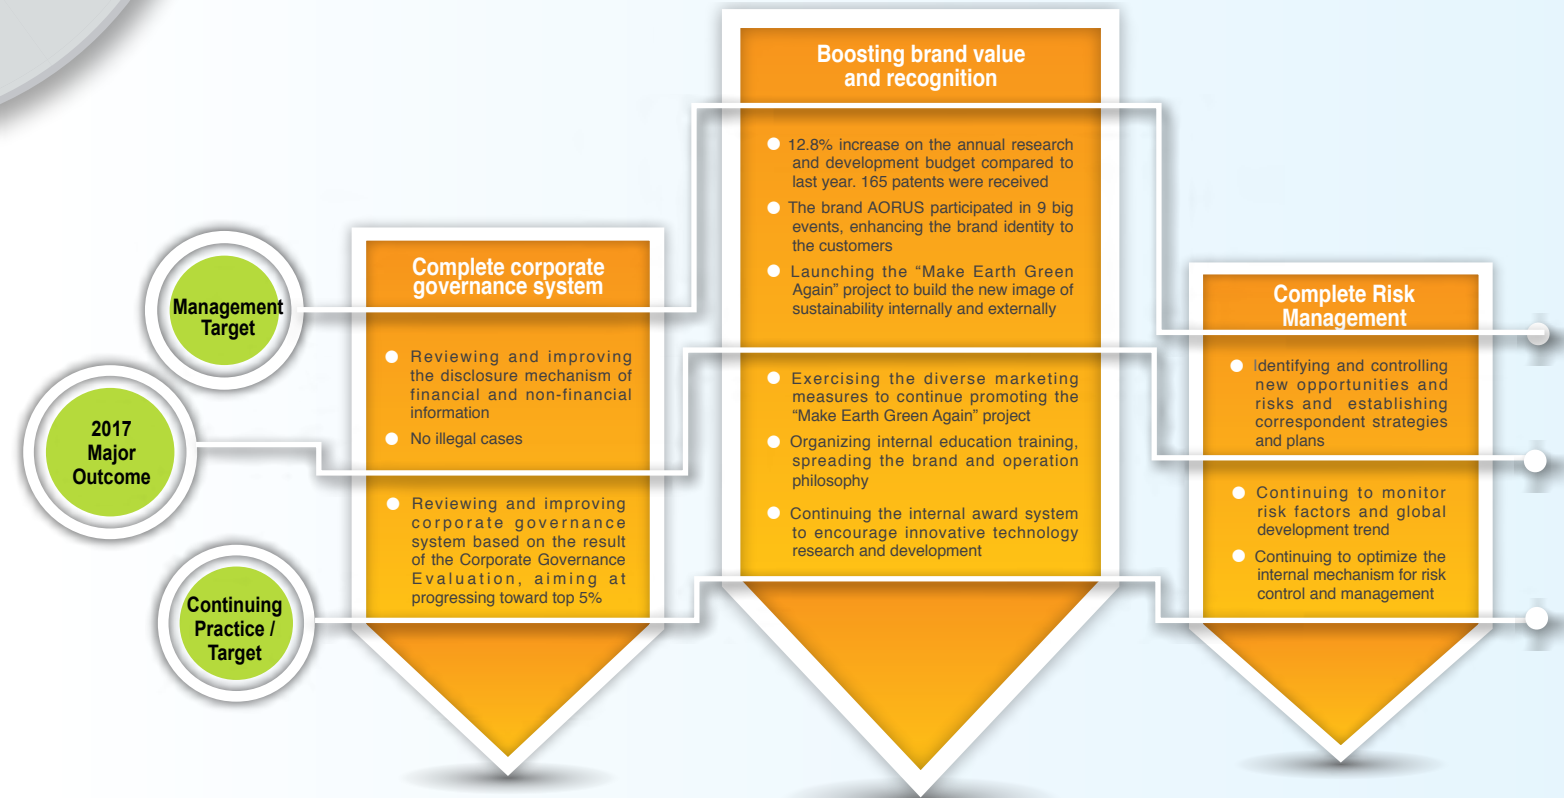 Management
Target
2017
Major
Outcome
Continuing
Practice /
Target
Complete corporate
governance system
Reviewing and improving
the disclosure mechanism of
financial and non-financial
information
No illegal cases
Reviewing and improving
corporate governance
system based on the result
of the Corporate Governance
Evaluation, aiming at
progressing toward top 5%
Boosting brand value
and recognition
12.8% increase on the annual research
and development budget compared to
last year. 165 patents were received
The brand AORUS participated in 9 big
events, enhancing the brand identity to
the customers
Launching the “Make Earth Green
Again” project to build the new image of
sustainability internally and externally
Exercising the diverse marketing
measures to continue promoting the
“Make Earth Green Again” project
Organizing internal education training,
spreading the brand and operation
philosophy
Continuing the internal award system
to encourage innovative technology
research and development
Complete Risk
Management
Identifying and controlling
new opportunities and
risks and establishing
correspondent strategies
and plans
Continuing to monitor
risk factors and global
development trend
Continuing to optimize the
internal mechanism for risk
control and management